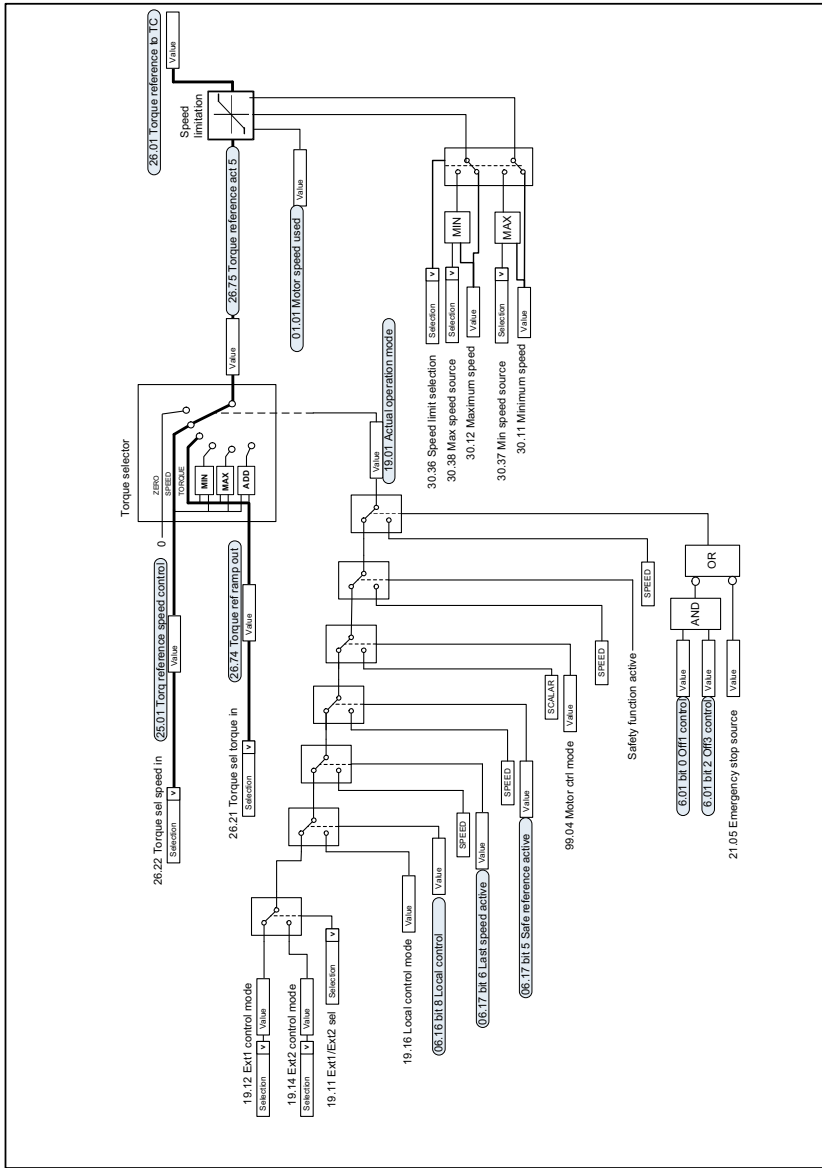 26.22 Torque sel speed in
Selection
v
25.01 Torq reference speed control
Value
0
Torque selector
ZERO
SPEED
TORQUE
MIN
MAX
ADD
Value
26.75 Torque reference act 5
Speed
limitation
Value
26.01 Torque reference to TC
26.21 Torque sel torque in
Selection
v
26.74 Torque ref ramp out
Value
01.01 Motor speed used
Value
19.01 Actual operation mode
Value
19.12 Ext1 control mode
Selection
v
Value
19.14 Ext2 control mode
Selection
v
Value
19.11 Ext1/Ext2 sel
Selection
v
19.16 Local control mode
Value
06.16 bit 8 Local control
Value
SPEED
06.17 bit 6 Last speed active
Value
SPEED
06.17 bit 5 Safe reference active
Value
SCALAR
99.04 Motor ctrl mode
Value
SPEED
Safety function active
SPEED
6.01 bit 0 Off1 control
Value
6.01 bit 2 Off3 control
Value
AND
OR
21.05 Emergency stop source
Value
30.36 Speed limit selection
Selection
v
30.38 Max speed source
Selection
v
MIN
30.12 Maximum speed
Value
30.37 Min speed source
Selection
v
MAX
30.11 Minimum speed
Value